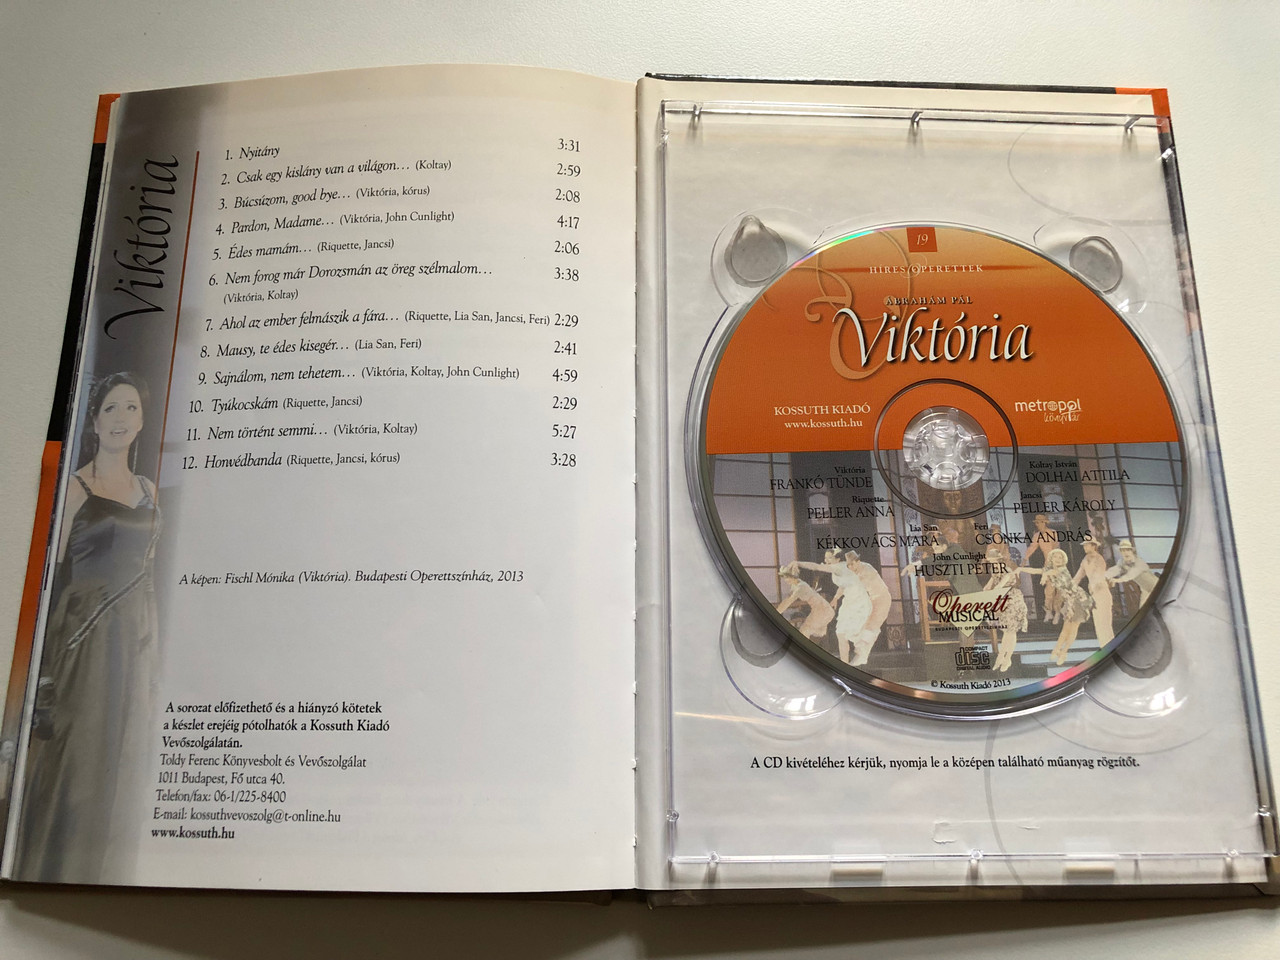 Viktória
1. Nyitány 3:31
2. Csak egy kislány van a világon… (Koltay) 2:59
3. Búcsúzom, good bye… (Viktória, kórus) 2:08
4. Pardon, Madame… (Viktória, John Cunlight) 4:17
5. Édes mamám… (Riquette, Jancsi) 2:06
6. Nem forog már Dorozsmán az öreg szélmalom… 3:38
(Viktória, Koltay)
7. Ahol az ember felmászik a fára… (Riquette, Lia San, Jancsi, Feri) 2:29
8. Mausy, te édes kisegér… (Lia San, Feri) 2:41
9. Sajnálom, nem tehetem… (Viktória, Koltay, John Cunlight) 4:59
10. Tyúkocskám (Riquette, Jancsi) 2:29
11. Nem történt semmi… (Viktória, Koltay) 5:27
12. Honvédbanda (Riquette, Jancsi, kórus) 3:28
A képen: Fischl Mónika (Viktória). Budapesti Operettszínház, 2013
A sorozat előfizethető és a hiányzó kötetek
a készlet erejéig pótolhatók a Kossuth Kiadó
Vevőszolgálatán.
Toldy Ferenc Könyvesbolt és Vevőszolgálat
1011 Budapest, Fő utca 40.
Telefon/fax: 06-1/225-8400
E-mail: kossuthvevoszolg@t-online.hu
www.kossuth.hu
19
HÍRES OPERETTEK
ÁBRAHÁM PÁL
Viktória
KOSSUTH KIADÓ
www.kossuth.hu
metropol
könyvtár
Viktória
FRANKÓ TÜNDE
Koltay István
DOLHAI ATTILA
Riquette
PELLER ANNA
Jancsi
PELLER KÁROLY
Lia San
KÉKKOVÁCS MARA
Feri
CSONKA ANDRÁS
John Cunlight
HUSZTI PÉTER
Operett
MUSICAL
BUDAPESTI OPERETTSZÍNHÁZ
COMPACT
disc
DIGITAL AUDIO
© Kossuth Kiadó 2013
A CD kivételéhez kérjük, nyomja le a középen található műanyag rögzítőt.